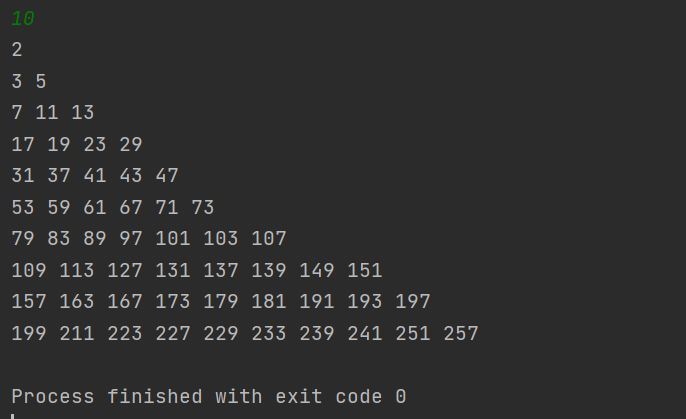 10
2
3 5
7 11 13
17 19 23 29
31 37 41 43 47
53 59 61 67 71 73
79 83 89 97 101 103 107
109 113 127 131 137 139 149 151
157 163 167 173 179 181 191 193 197
199 211 223 227 229 233 239 241 251 257
Process finished with exit code 0